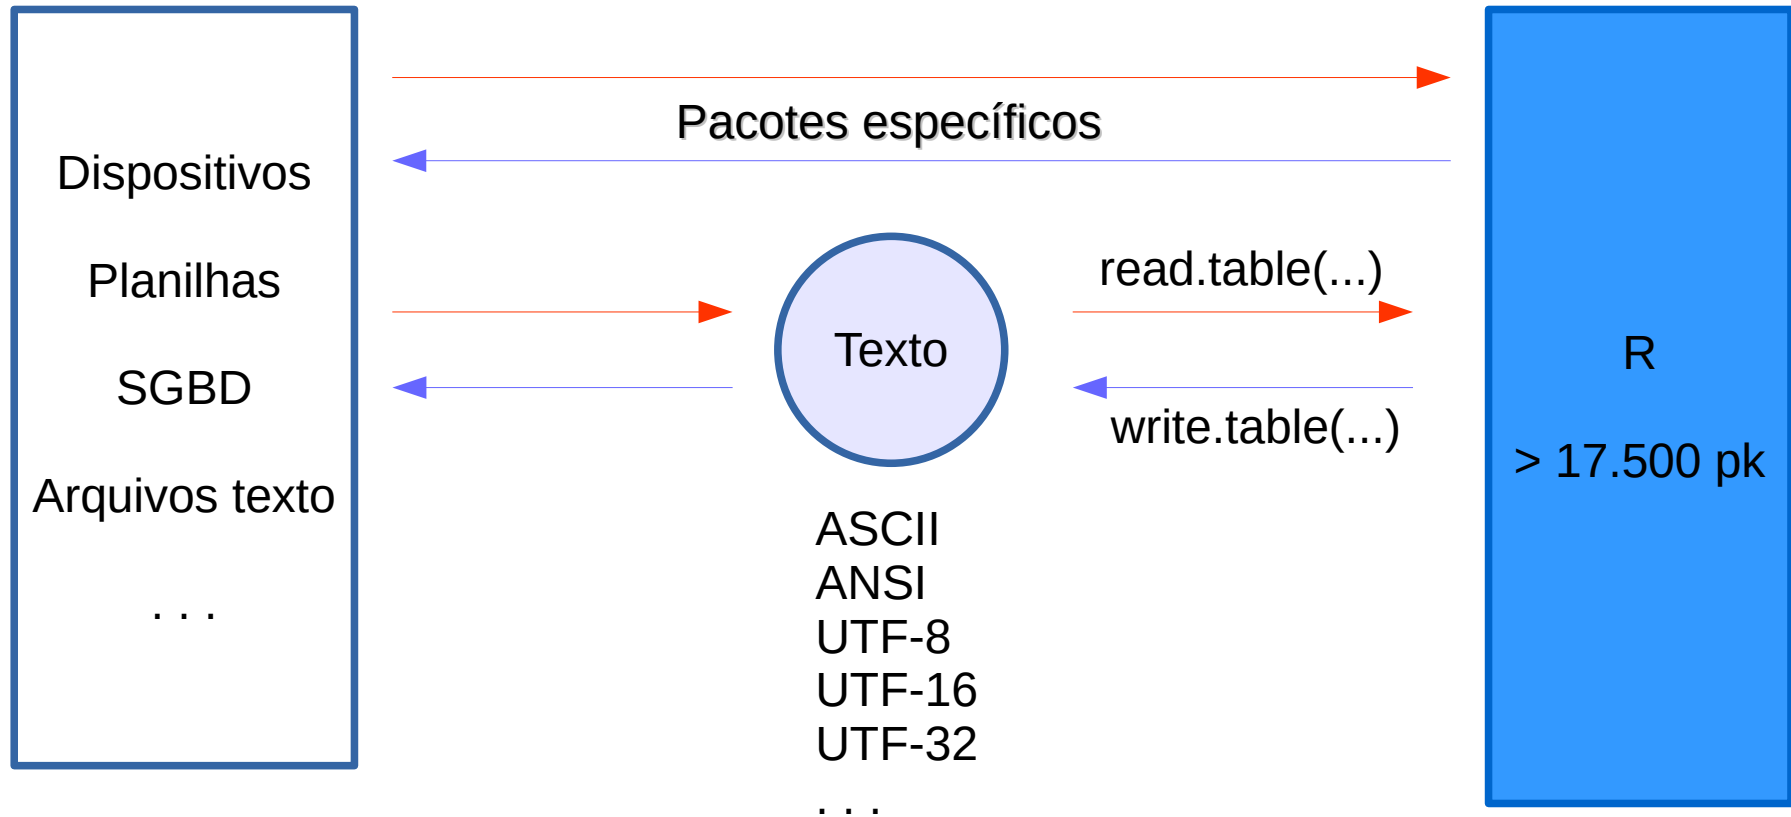 Dispositivos
Planilhas
SGBD
Arquivos texto
. . .
Pacotes específicos
Texto
ASCII
ANSI
UTF-8
UTF-16
UTF-32
. . .
read.table(...)
write.table(...)
R
> 17.500 pk